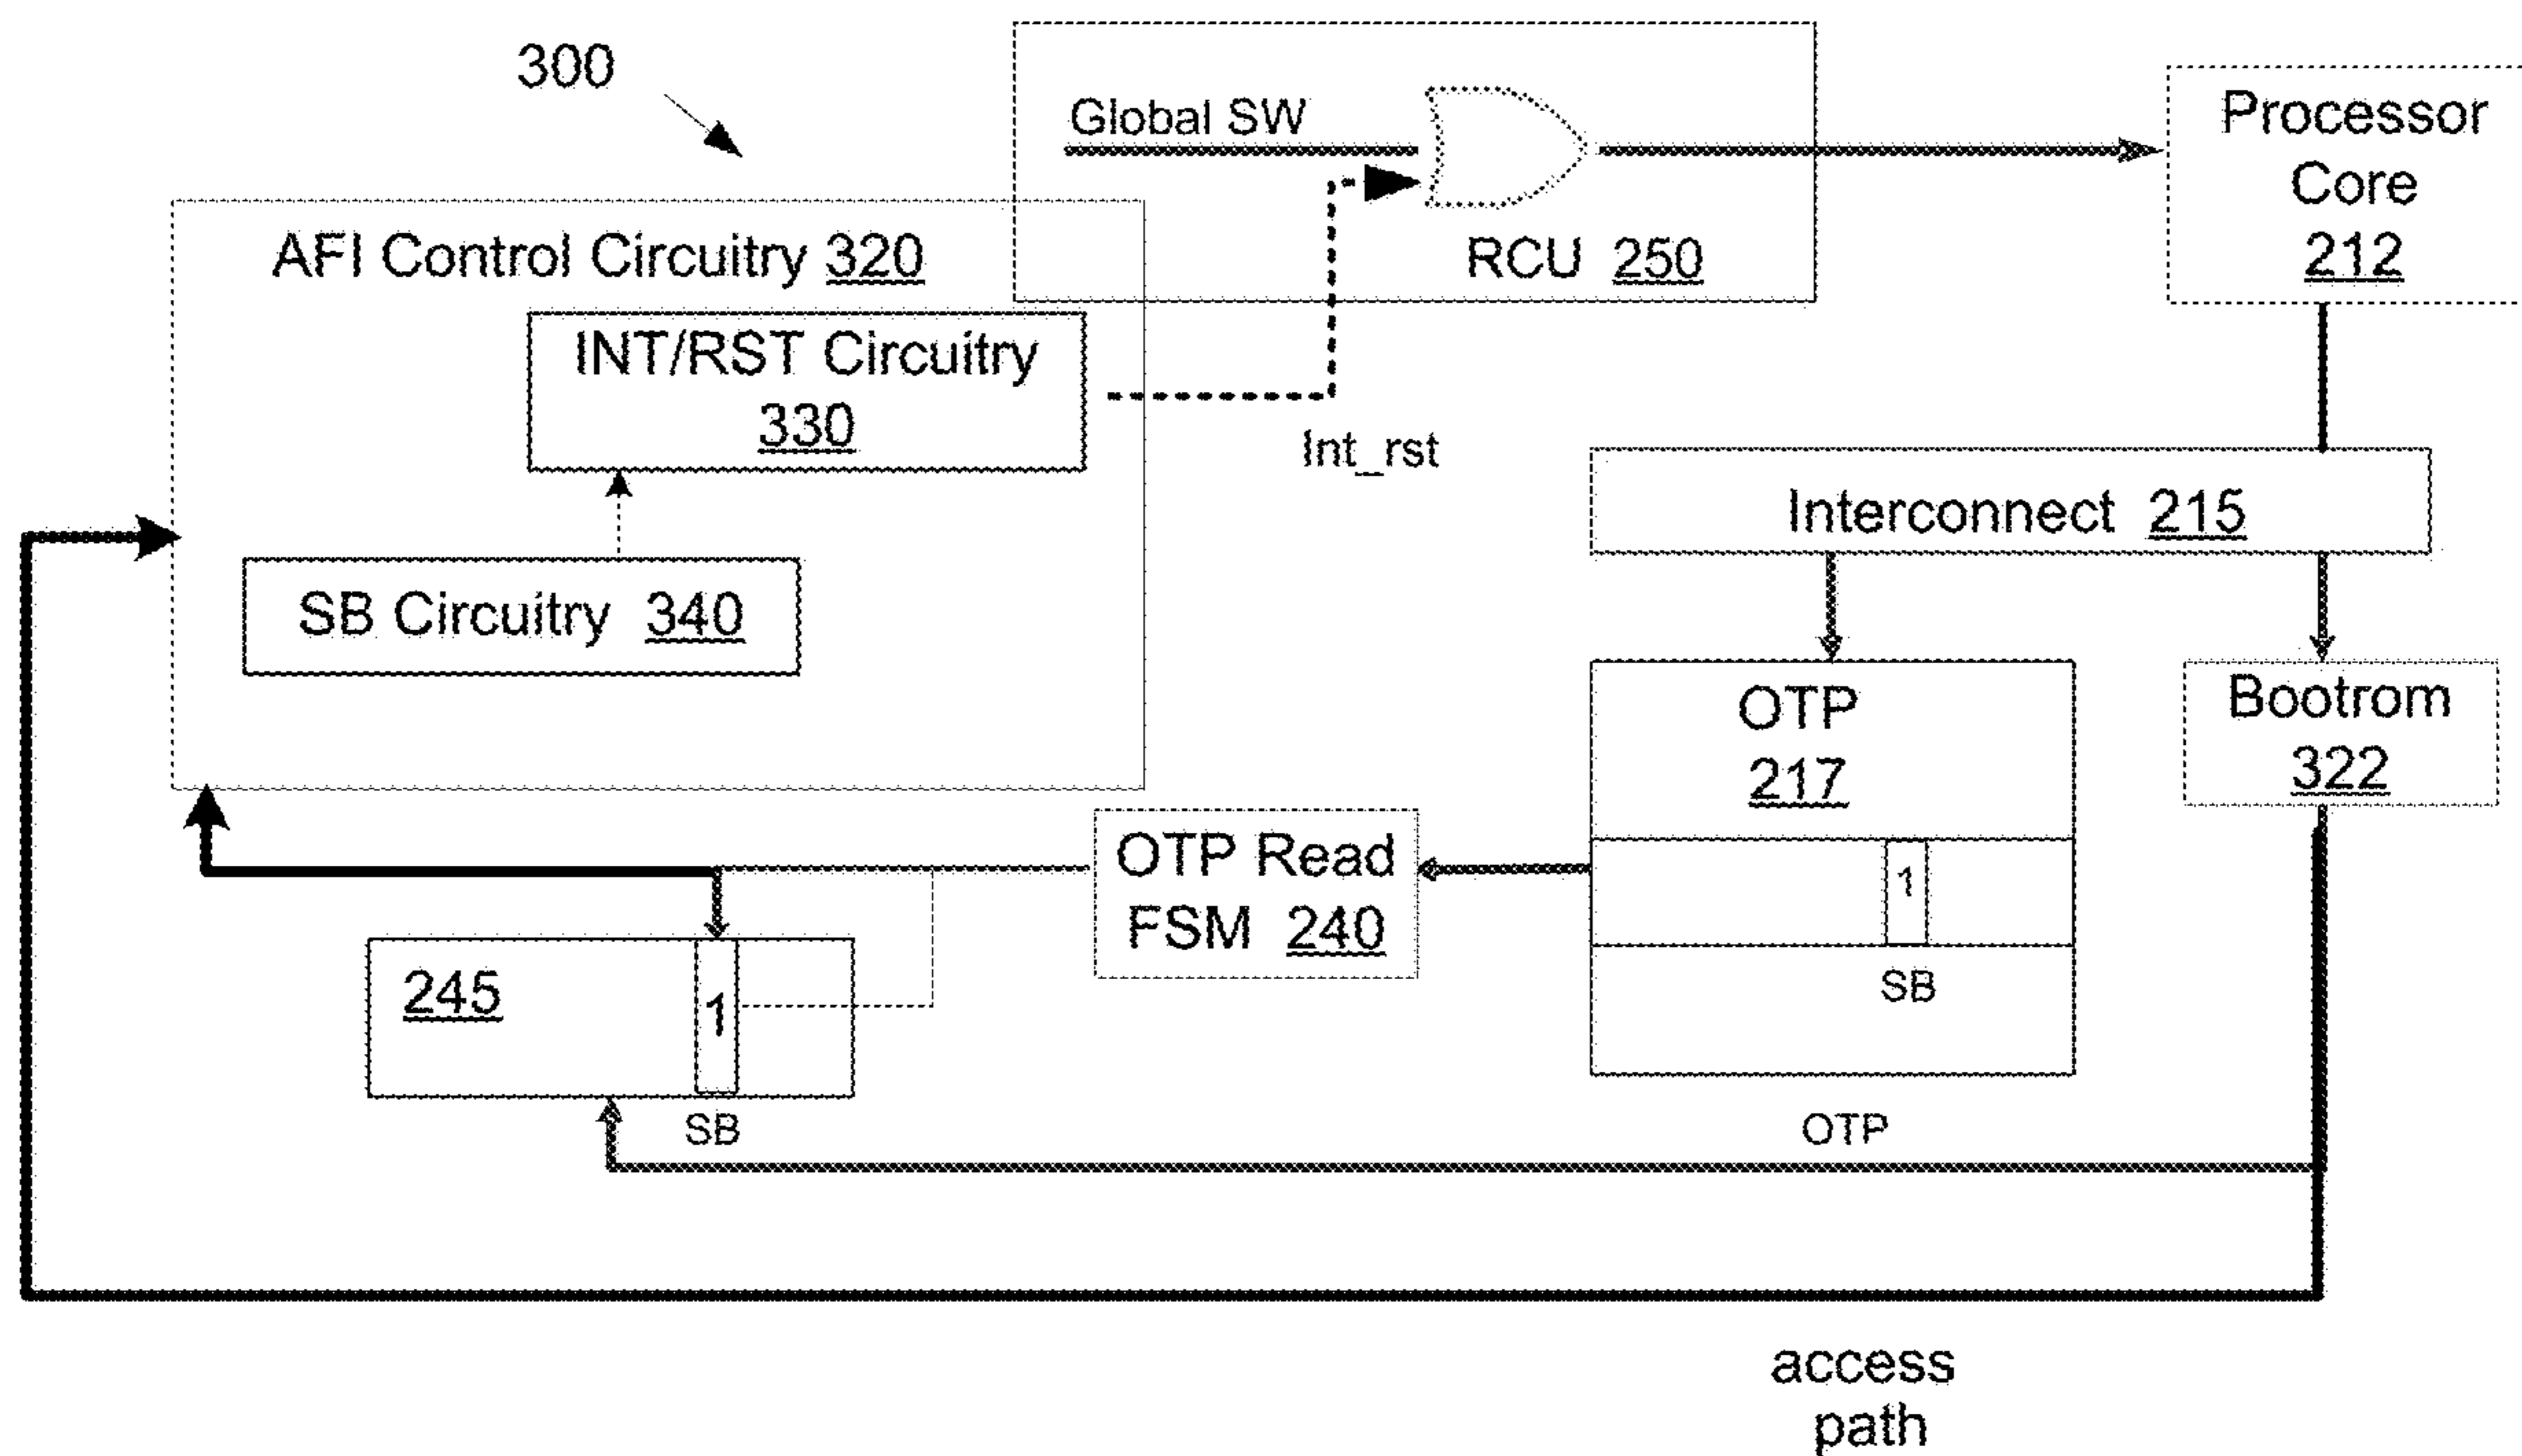 300
Global SW
RCU 250
Processor
Core
212
AFI Control Circuitry 320
INT/RST Circuitry
330
Int_rst
SB Circuitry 340
Interconnect 215
OTP
217
1
SB
Bootrom
322
OTP Read
FSM 240
245
1
SB
OTP
access
path